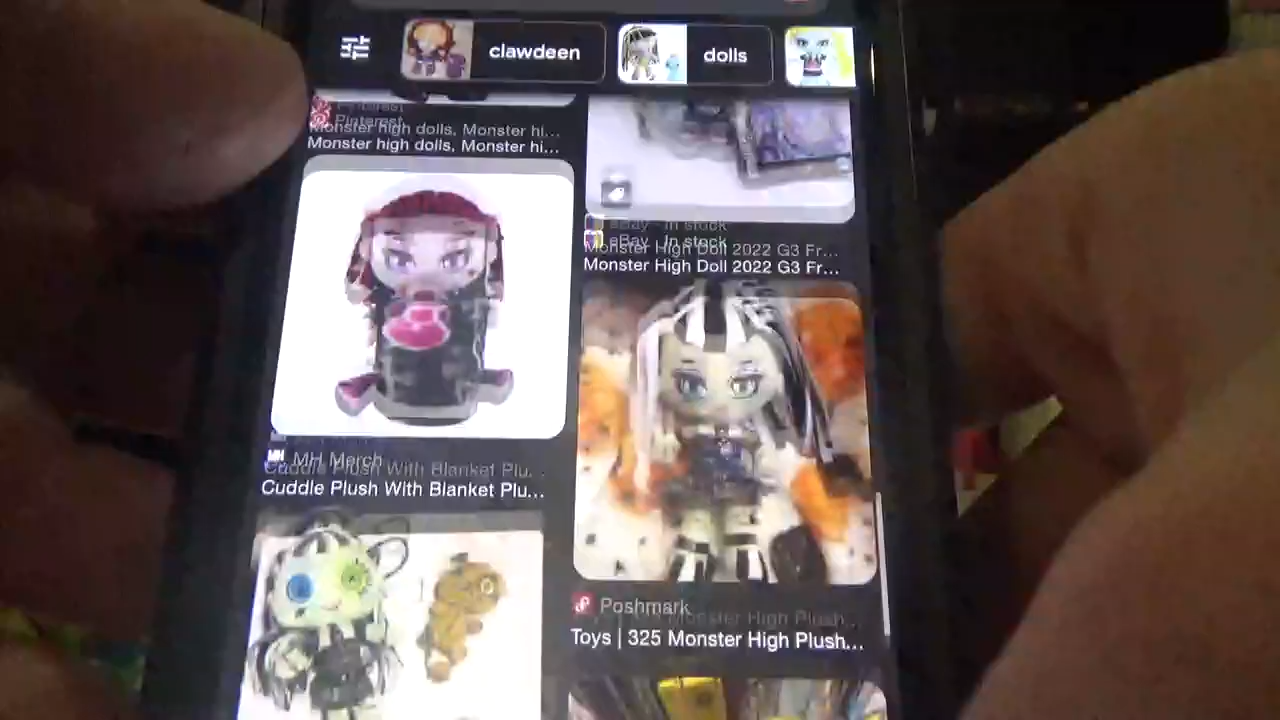 clawdeen
dolls
Pinterest
Monster high dolls, Monster hi...
eBay · In stock
Monster High Doll 2022 G3 Fr...
MH Merch
Cuddle Plush With Blanket Plu...
Poshmark
Toys | 325 Monster High Plush...